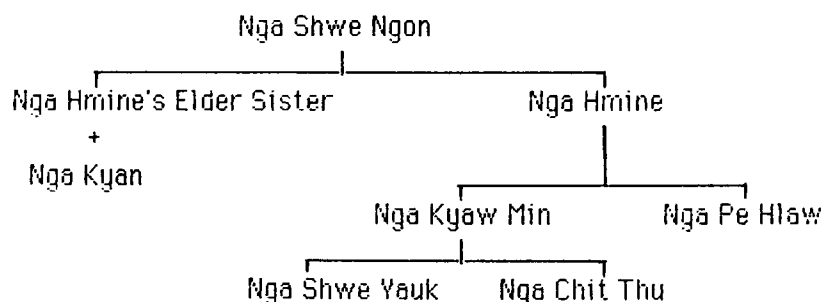 Nga Shwe Ngon
Nga Hmine's Elder Sister Nga Hmine
+
Nga Kyan
Nga Kyaw Min Nga Pe Hlaw
Nga Shwe Yauk Nga Chit Thu